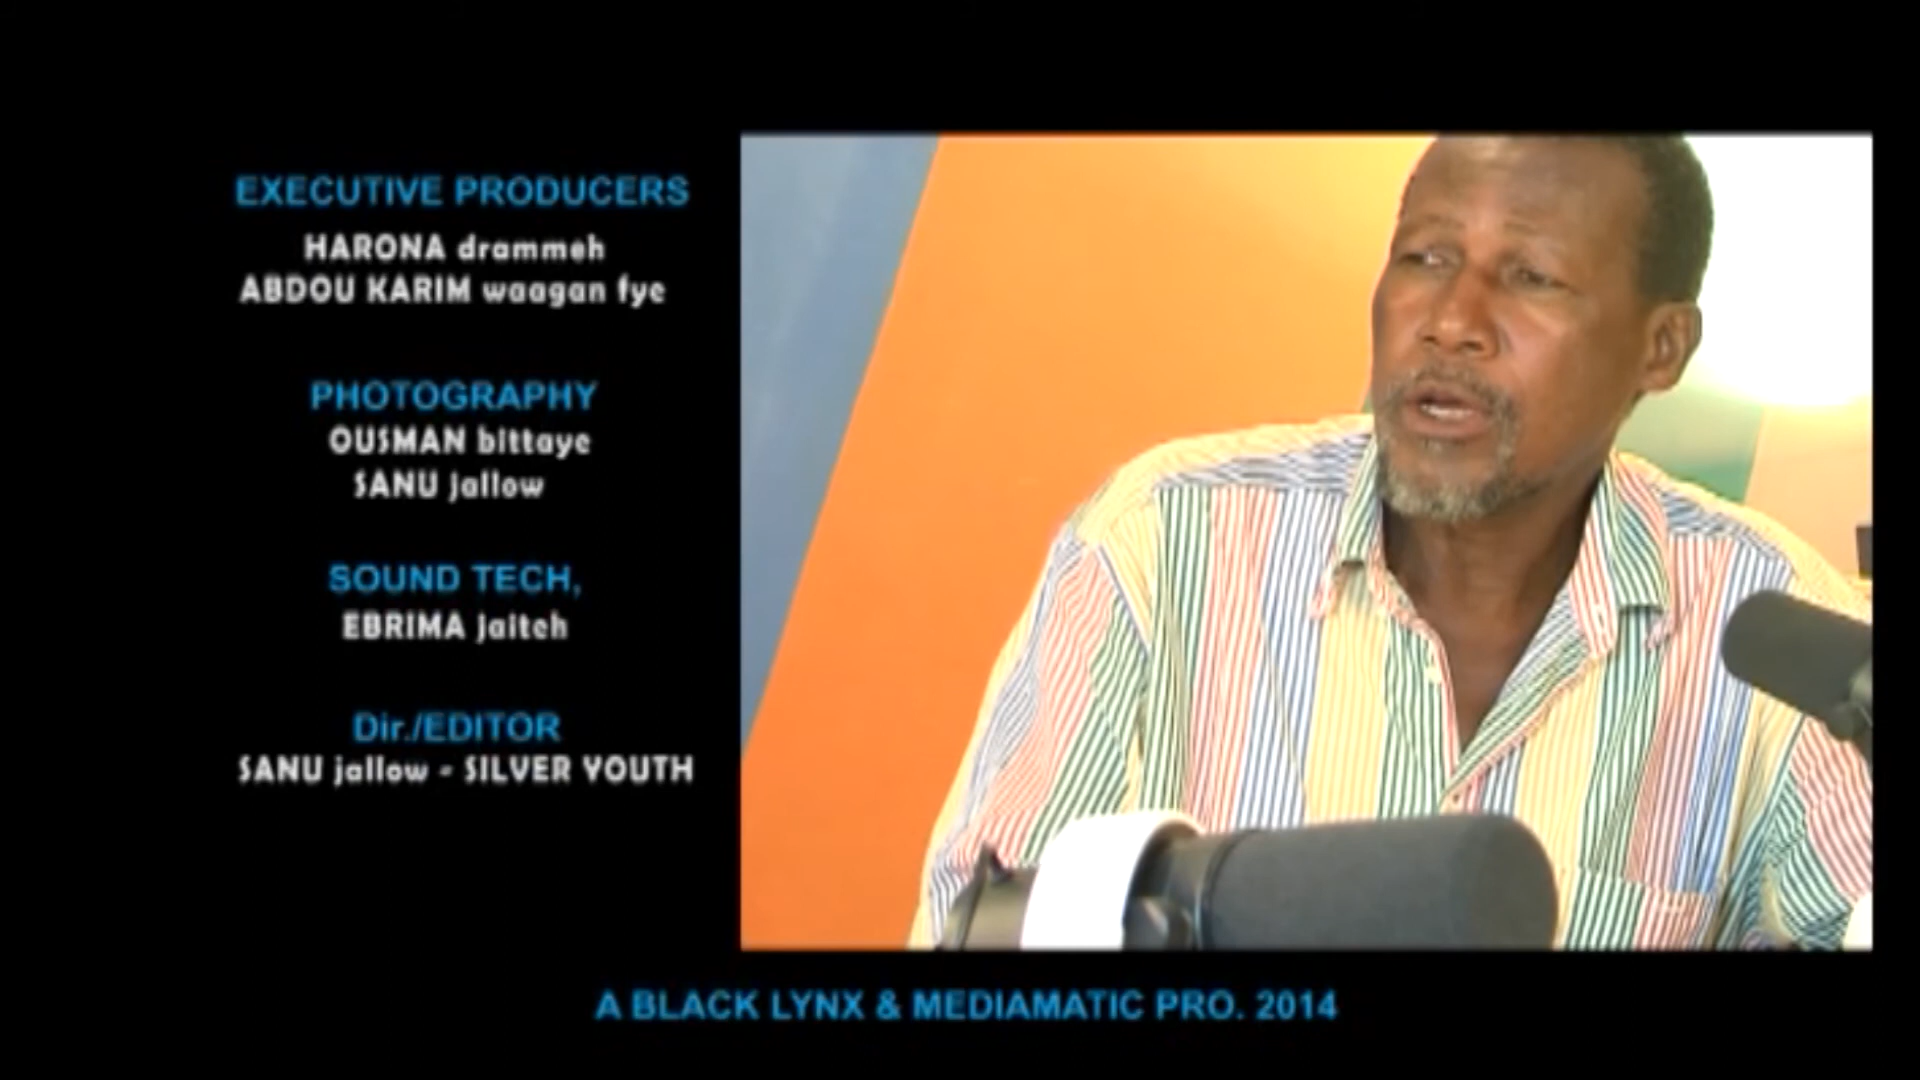 EXECUTIVE PRODUCERS
HARONA drammeh
ABDOU KARIM waagan fye
PHOTOGRAPHY
OUSMAN bittaye
SANU jallow
SOUND TECH,
EBRIMA jaiteh
Dir./EDITOR
SANU jallow - SILVER YOUTH
A BLACK LYNX & MEDIAMATIC PRO. 2014